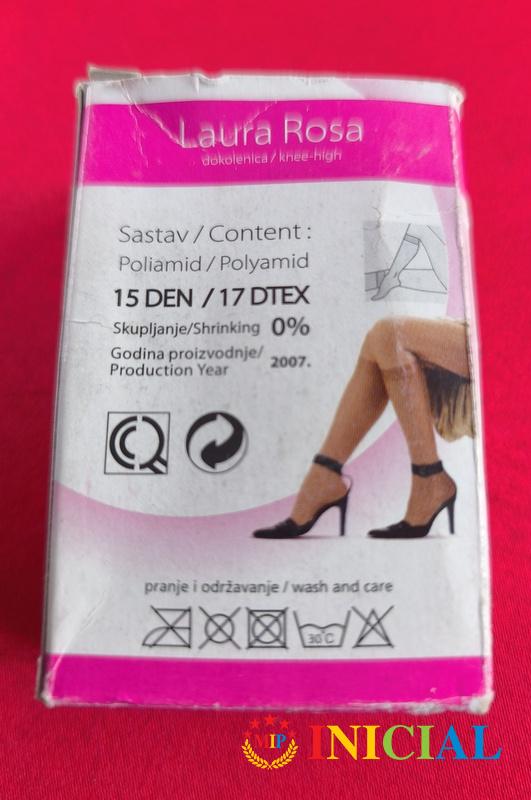 Laura Rosa
dokolenica / knee-high
Sastav / Content :
Poliamid / Polyamid
15 DEN / 17 DTEX
Skupljanje/Shrinking 0%
Godina proizvodnje/
Production Year 2007.
pranje i održavanje / wash and care
30°C
MIP INICIAL